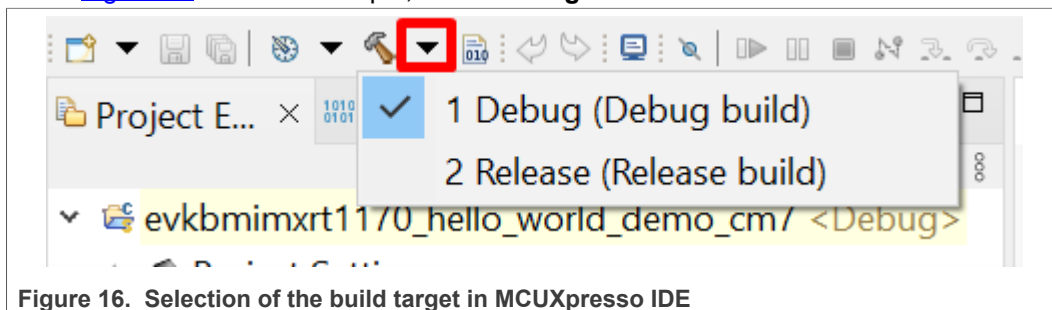 Project E... ×
1 Debug (Debug build)
2 Release (Release build)
evkbmimxrt1170_hello_world_demo_cm7 <Debug>
Figure 16. Selection of the build target in MCUXpresso IDE